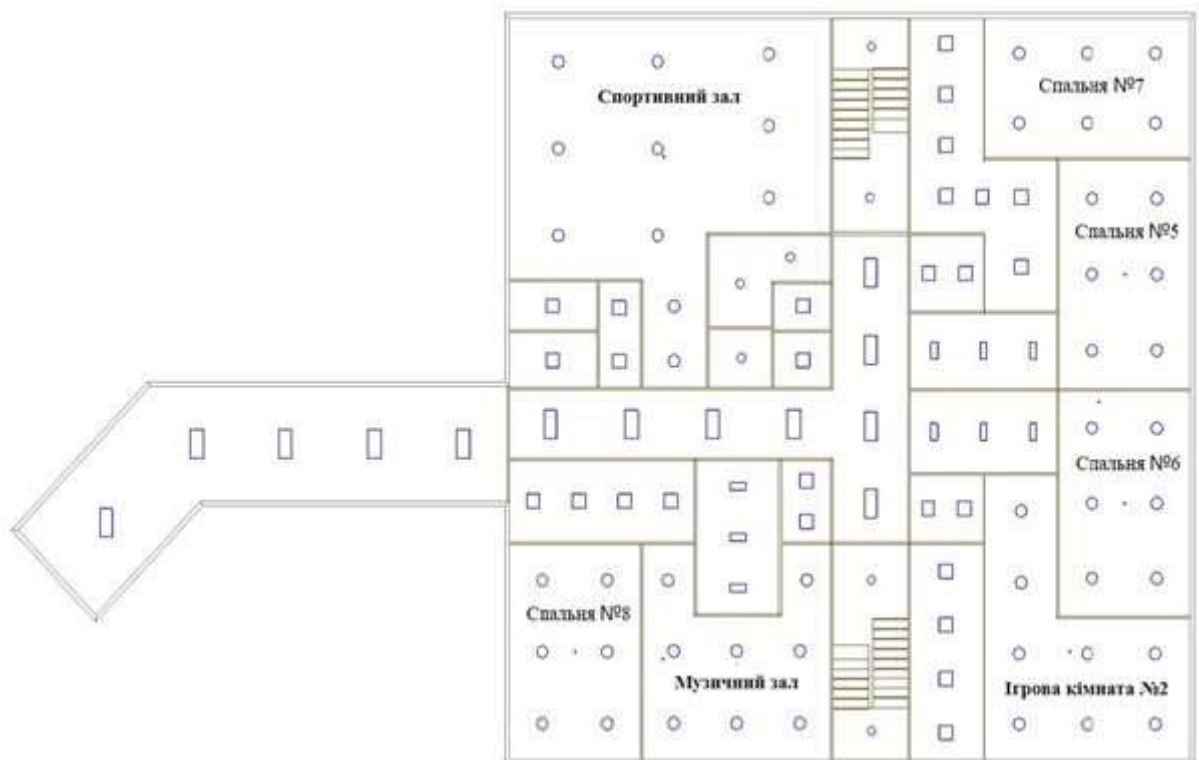 Спальня №7
Спортивний зал
Спальня №5
Спальня №6
Спальня №8
Музичний зал
Ігрова кімната №2